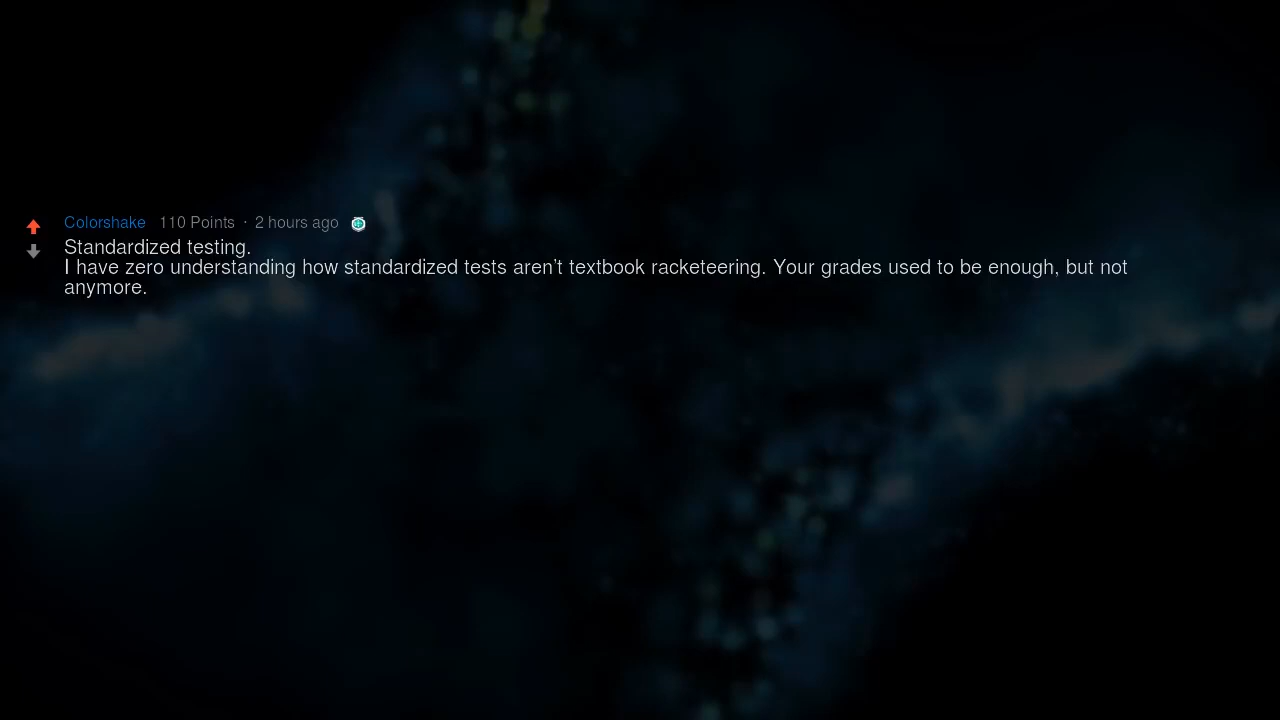 Colorshake 110 Points · 2 hours ago
Standardized testing.
I have zero understanding how standardized tests aren't textbook racketeering. Your grades used to be enough, but not
anymore.